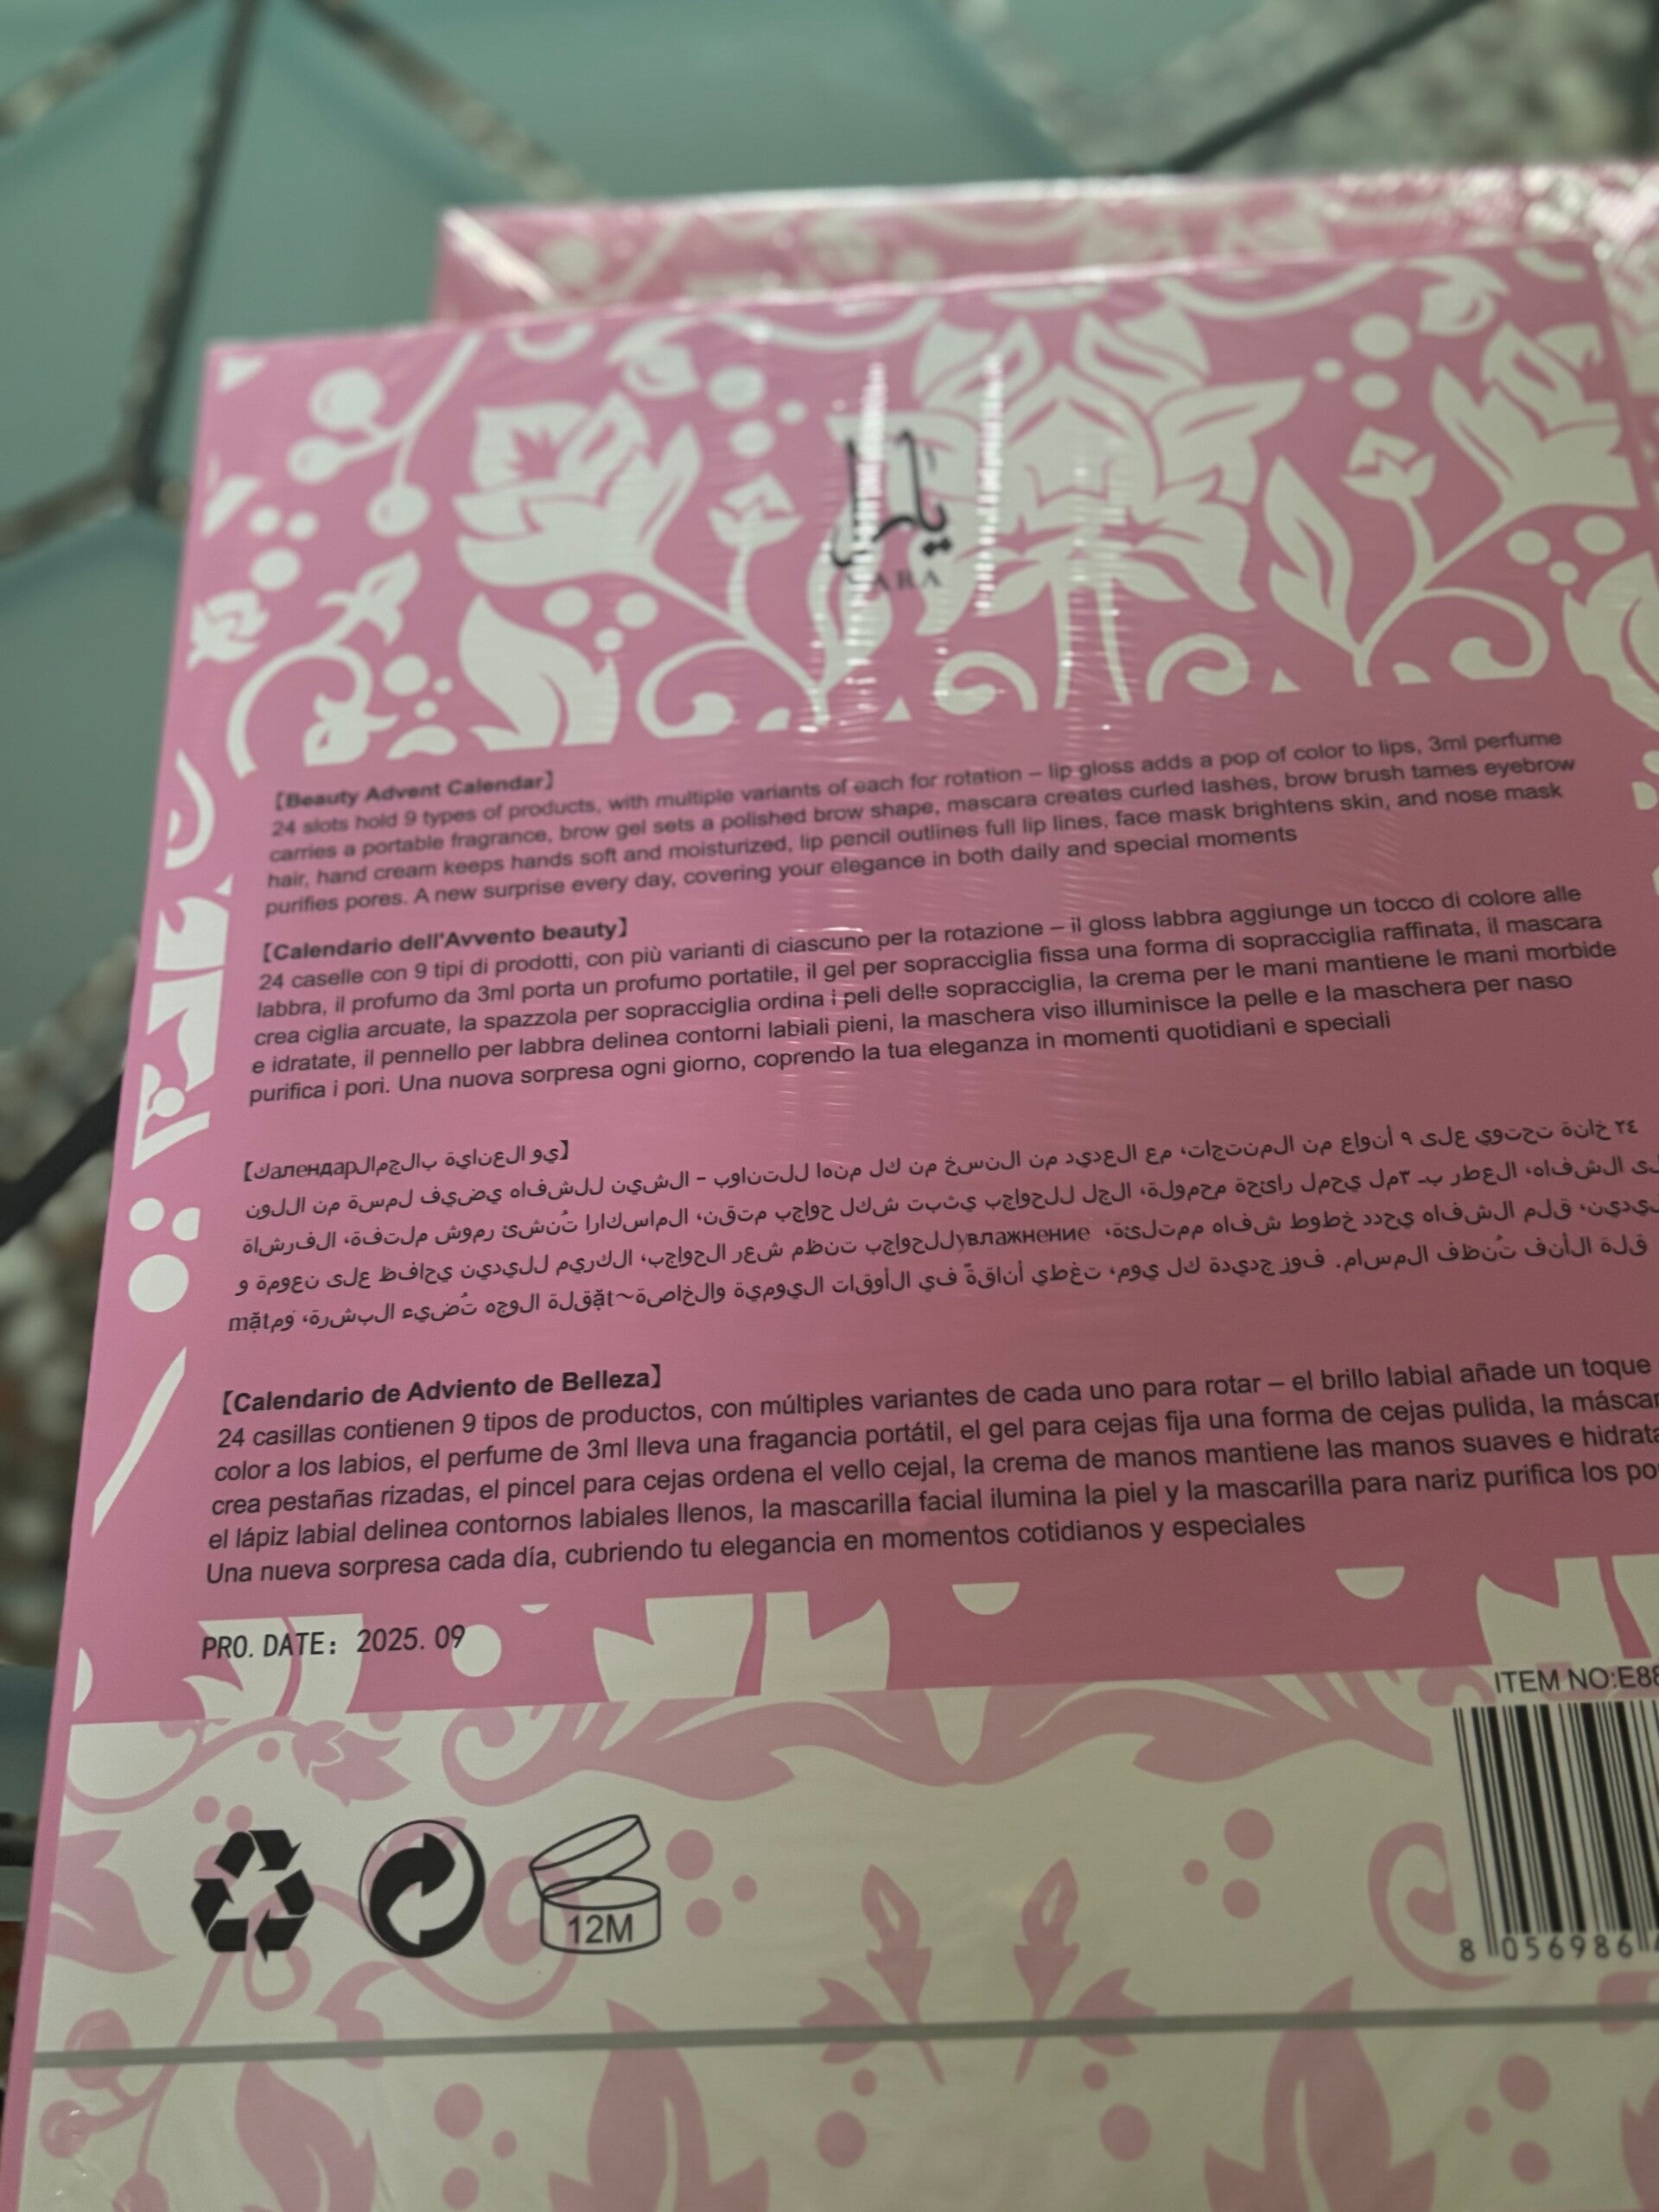 يارا
YARA
【Beauty Advent Calendar】
24 slots hold 9 types of products, with multiple variants of each for rotation – lip gloss adds a pop of color to lips, 3ml perfume
carries a portable fragrance, brow gel sets a polished brow shape, mascara creates curled lashes, brow brush tames eyebrow
hair, hand cream keeps hands soft and moisturized, lip pencil outlines full lip lines, face mask brightens skin, and nose mask
purifies pores. A new surprise every day, covering your elegance in both daily and special moments
【Calendario dell'Avvento beauty】
24 caselle con 9 tipi di prodotti, con più varianti di ciascuno per la rotazione – il gloss labbra aggiunge un tocco di colore alle
labbra, il profumo da 3ml porta un profumo portatile, il gel per sopracciglia fissa una forma di sopracciglia raffinata, il mascara
crea ciglia arcuate, la spazzola per sopracciglia ordina i peli delle sopracciglia, la crema per le mani mantiene le mani morbide
e idratate, il pennello per labbra delinea contorni labiali pieni, la maschera viso illuminisce la pelle e la maschera per naso
purifica i pori. Una nuova sorpresa ogni giorno, coprendo la tua eleganza in momenti quotidiani e speciali
【كалендарيو العناية بالجمال】
٢٤ خانة تحتوي على ٩ أنواع من المنتجات، مع العديد من النسخ من كل منها للتناوب – الشين للشفاه يضيف لمسة من اللون
الشفاه، العطر ب۔ ٣مل يحمل رائحة محمولة، الجل للحواجب يثبت شكل حواجب متقن، الماسكارا تُنشئ رموش ملتفة، الفرشاة
للحواجب تنظم شعر الحواجب، الكريم لليدين يحافظ على نعومة و увлажнение قلم الشفاه يحدد خطوط شفاه ممتلئة،
قلة الوجه تُضيء البشرة، وم mặt قلة الأنف تُنظف المسام. فوز جديدة كل يوم، تغطي أناقةً في الأوقات اليومية والخاصة~ mặt
【Calendario de Adviento de Belleza】
24 casillas contienen 9 tipos de productos, con múltiples variantes de cada uno para rotar – el brillo labial añade un toque
color a los labios, el perfume de 3ml lleva una fragancia portátil, el gel para cejas fija una forma de cejas pulida, la máscar
crea pestañas rizadas, el pincel para cejas ordena el vello cejal, la crema de manos mantiene las manos suaves e hidrata
el lápiz labial delinea contornos labiales llenos, la mascarilla facial ilumina la piel y la mascarilla para nariz purifica los po
Una nueva sorpresa cada día, cubriendo tu elegancia en momentos cotidianos y especiales
PRO. DATE: 2025. 09
ITEM NO:E88
12M
8 056986